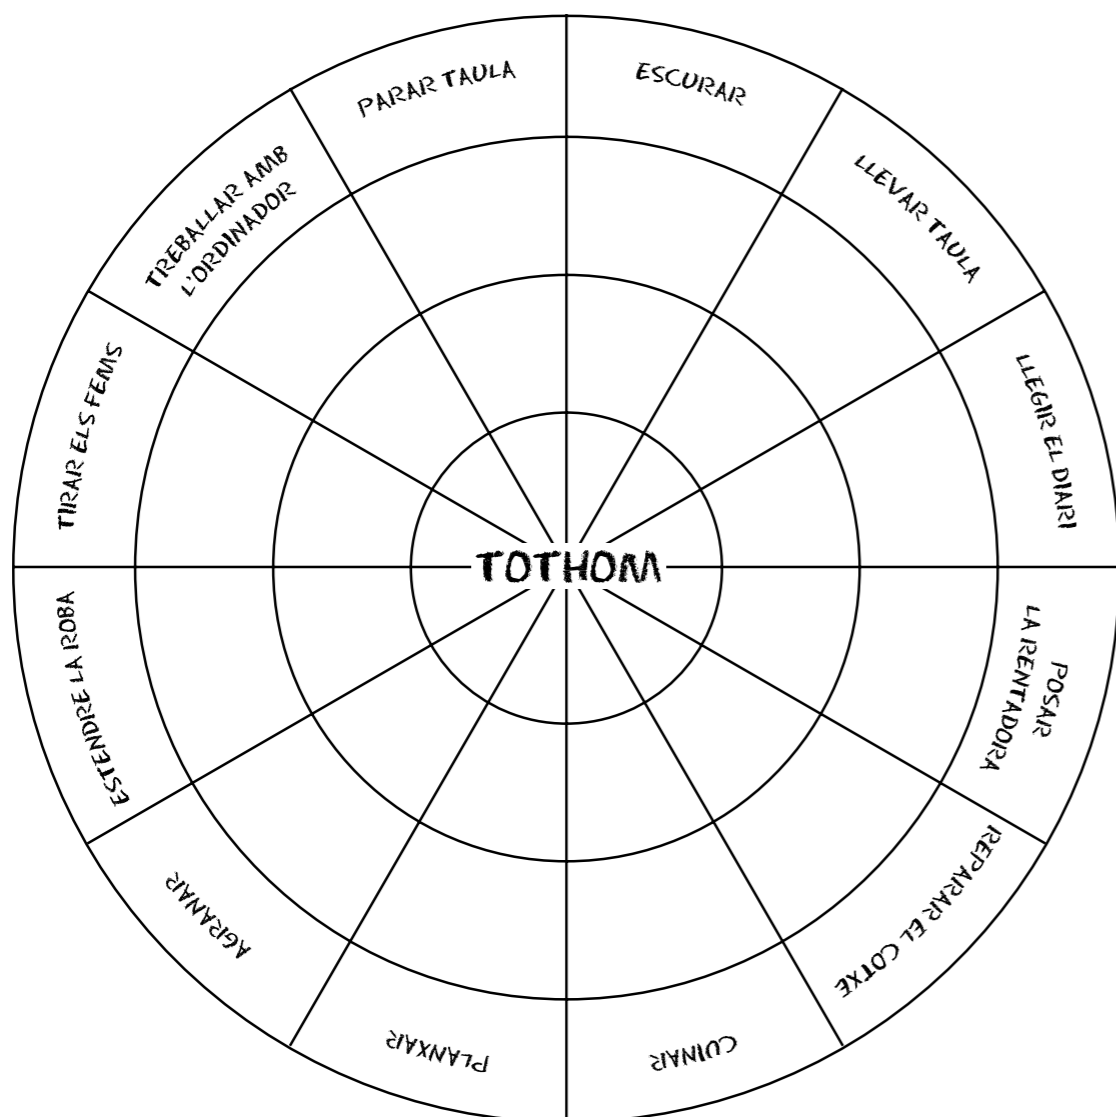 PARAR TAULA
ESCURAR
LLEVAR TAULA
LLEGIR EL DIARI
POSAR
LA RENTADORA
REPARAR EL COTXE
CUINAR
PLANXAR
AGRANAR
ESTENDRE LA ROBA
TIRAR ELS FEMS
TREBALLAR AMB
L'ORDINADOR
TOTHOM